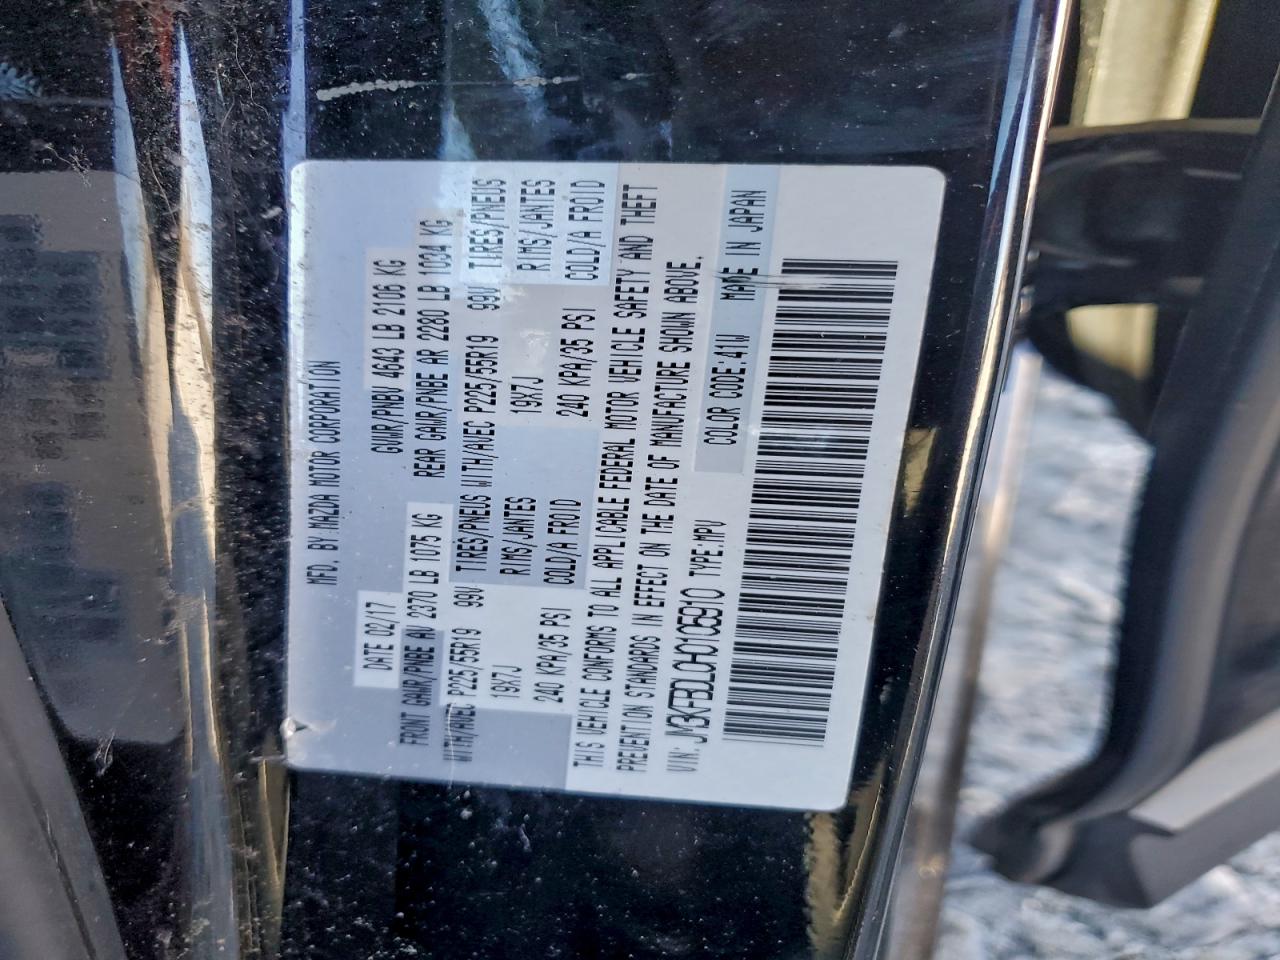 MFD. BY MAZDA MOTOR CORPORATION
DATE 02/17 GVWR/PNBV 4643 LB 2106 KG
FRONT GAWR/PNBE AV 2370 LB 1075 KG REAR GAWR/PNBE AR 2280 LB 1034 KG
WITH/AVEC P225/55R19 99V TIRES/PNEUS WITH/AVEC P225/55R19 99V TIRES/PNEUS
19X7J RIMS/JANTES 19X7J RIMS/JANTES
240 KPA/35 PSI COLD/A FROID 240 KPA/35 PSI COLD/A FROID
THIS VEHICLE CONFORMS TO ALL APPLICABLE FEDERAL MOTOR VEHICLE SAFETY AND THEFT
PREVENTION STANDARDS IN EFFECT ON THE DATE OF MANUFACTURE SHOWN ABOVE.
VIN: JM3KFBDL0H0105910 TYPE:MPV COLOR CODE:41W MADE IN JAPAN